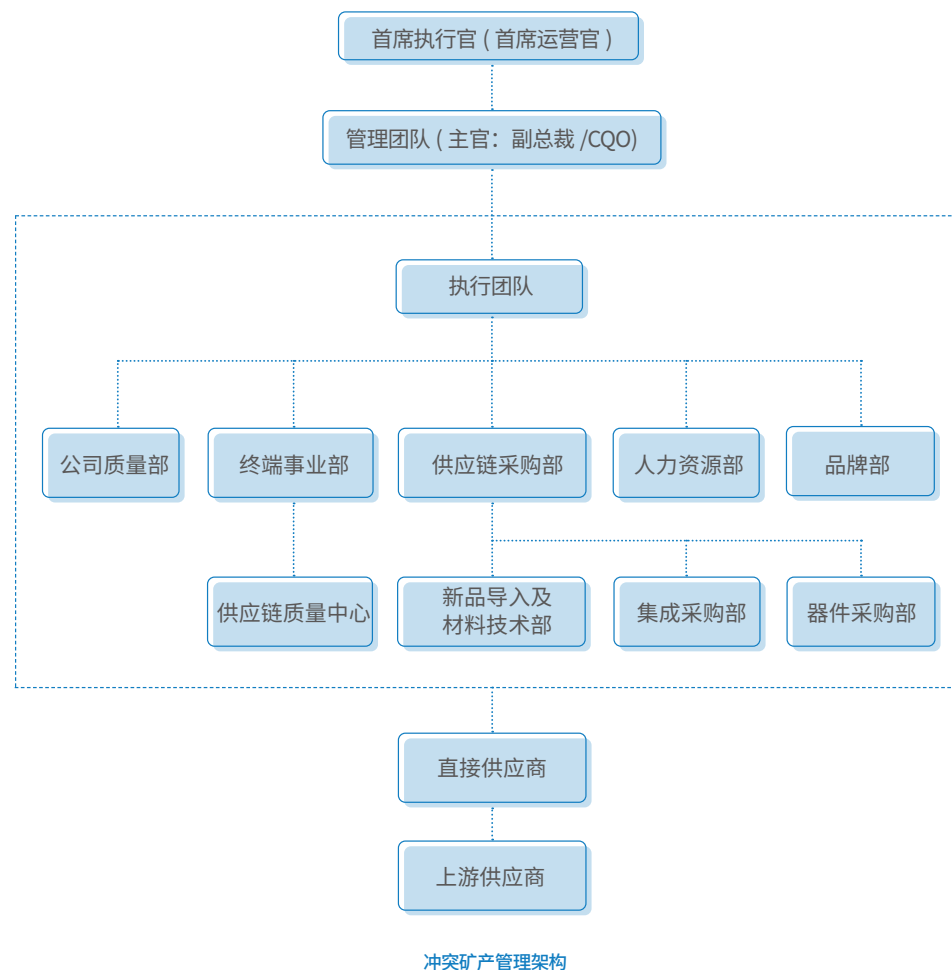 首席执行官 ( 首席运营官 )
管理团队 ( 主官：副总裁 /CQO)
执行团队
公司质量部
终端事业部
供应链采购部
人力资源部
品牌部
供应链质量中心
新品导入及
材料技术部
集成采购部
器件采购部
直接供应商
上游供应商
冲突矿产管理架构